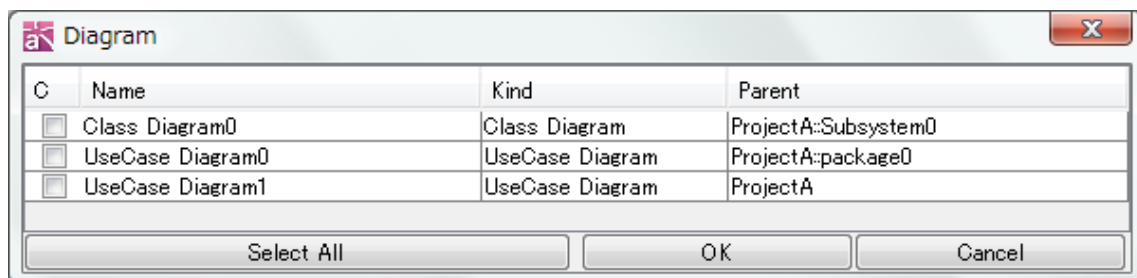 Diagram
C Name Kind Parent
Class Diagram0 Class Diagram ProjectA::Subsystem0
UseCase Diagram0 UseCase Diagram ProjectA::package0
UseCase Diagram1 UseCase Diagram ProjectA
Select All OK Cancel